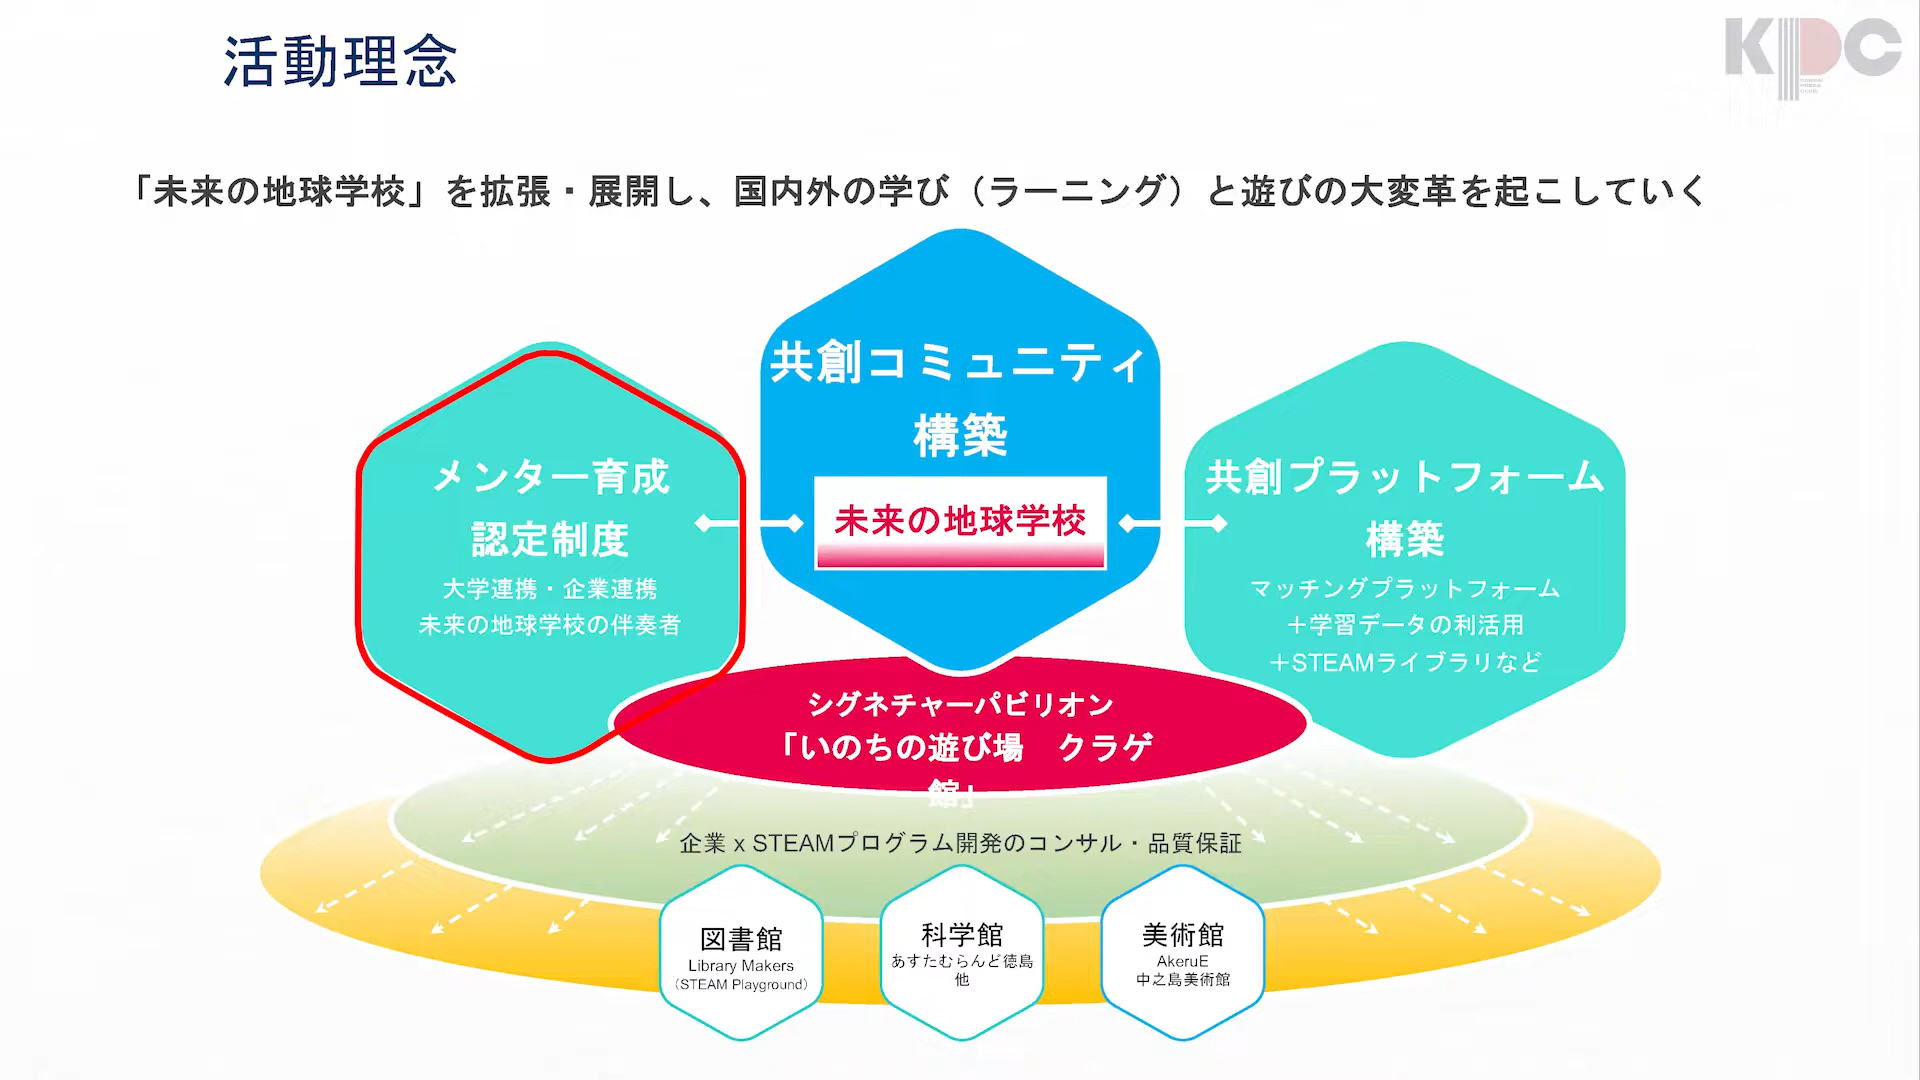 活動理念
KPC
KANSAI
PRESS
CLUB
「未来の地球学校」を拡張・展開し、国内外の学び（ラーニング）と遊びの大変革を起こしていく
共創コミュニティ
構築
未来の地球学校
メンター育成
認定制度
大学連携・企業連携
未来の地球学校の伴奏者
共創プラットフォーム
構築
マッチングプラットフォーム
＋学習データの利活用
＋STEAMライブラリなど
シグネチャーパビリオン
「いのちの遊び場　クラゲ
館」
企業 x STEAMプログラム開発のコンサル・品質保証
図書館
Library Makers
（STEAM Playground）
科学館
あすたむらんど徳島
他
美術館
AkeruE
中之島美術館